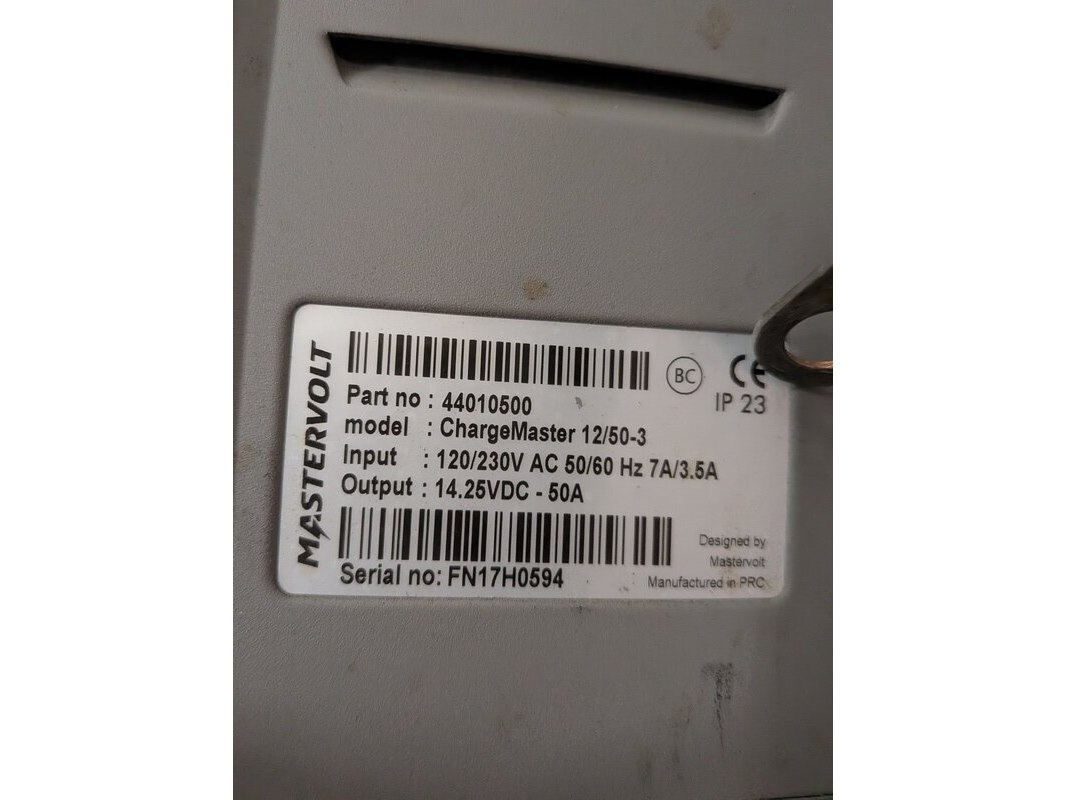 MASTERVOLT
BC
CE
IP 23
Part no : 44010500
model : ChargeMaster 12/50-3
Input : 120/230V AC 50/60 Hz 7A/3.5A
Output : 14.25VDC - 50A
Designed by
Mastervolt
Manufactured in PRC
Serial no: FN17H0594